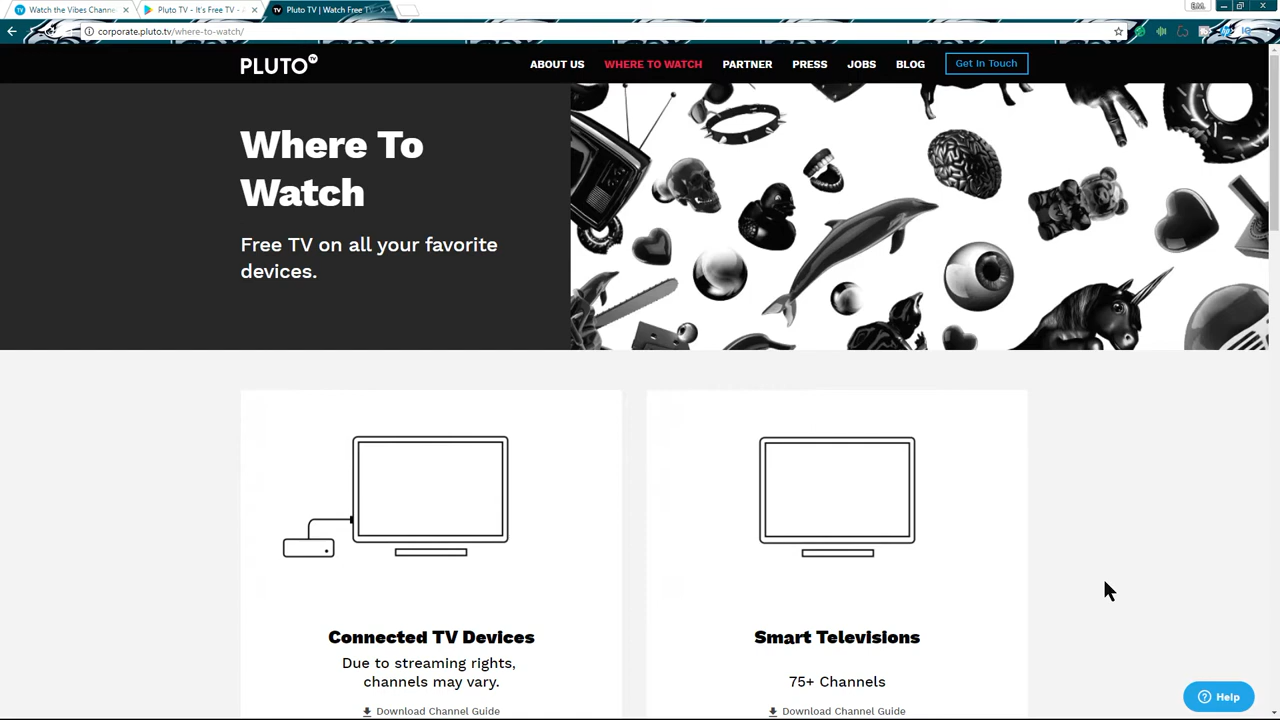 Watch the Vibes Channe
Pluto TV - It's Free TV - A
Pluto TV | Watch Free T
corporate.pluto.tv/where-to-watch/
PLUTO TV
ABOUT US
WHERE TO WATCH
PARTNER
PRESS
JOBS
BLOG
Get In Touch
Where To
Watch
Free TV on all your favorite
devices.
Connected TV Devices
Due to streaming rights,
channels may vary.
Download Channel Guide
Smart Televisions
75+ Channels
Download Channel Guide
Help